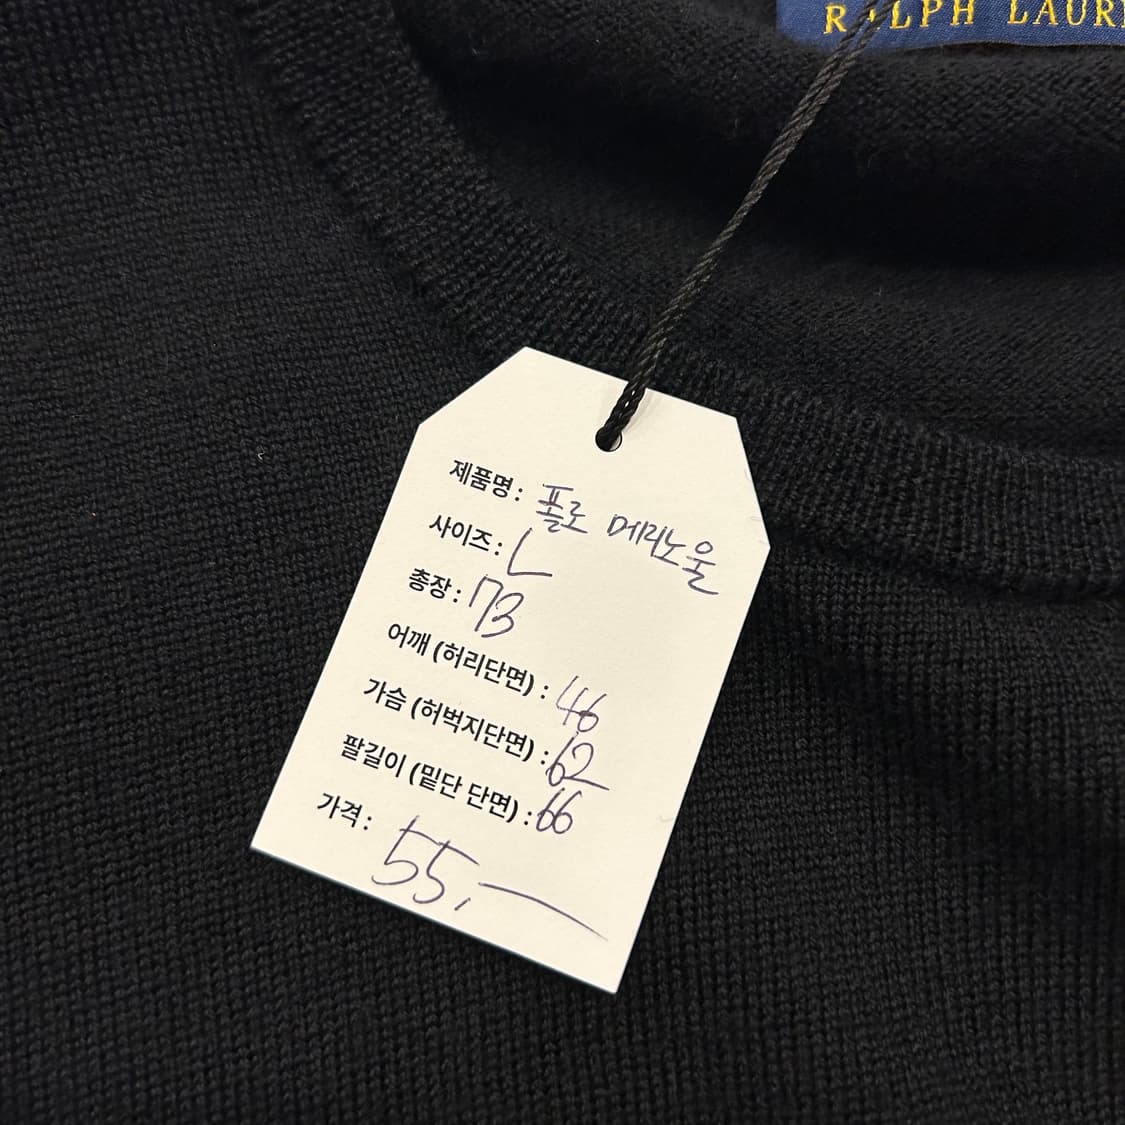 RALPH LAUR
제품명: 폴로 메리노울
사이즈: L
총장: 73
어깨 (허리단면) : 46
가슴 (허벅지단면) : 62
팔길이 (밑단 단면) : 66
가격:
55,—